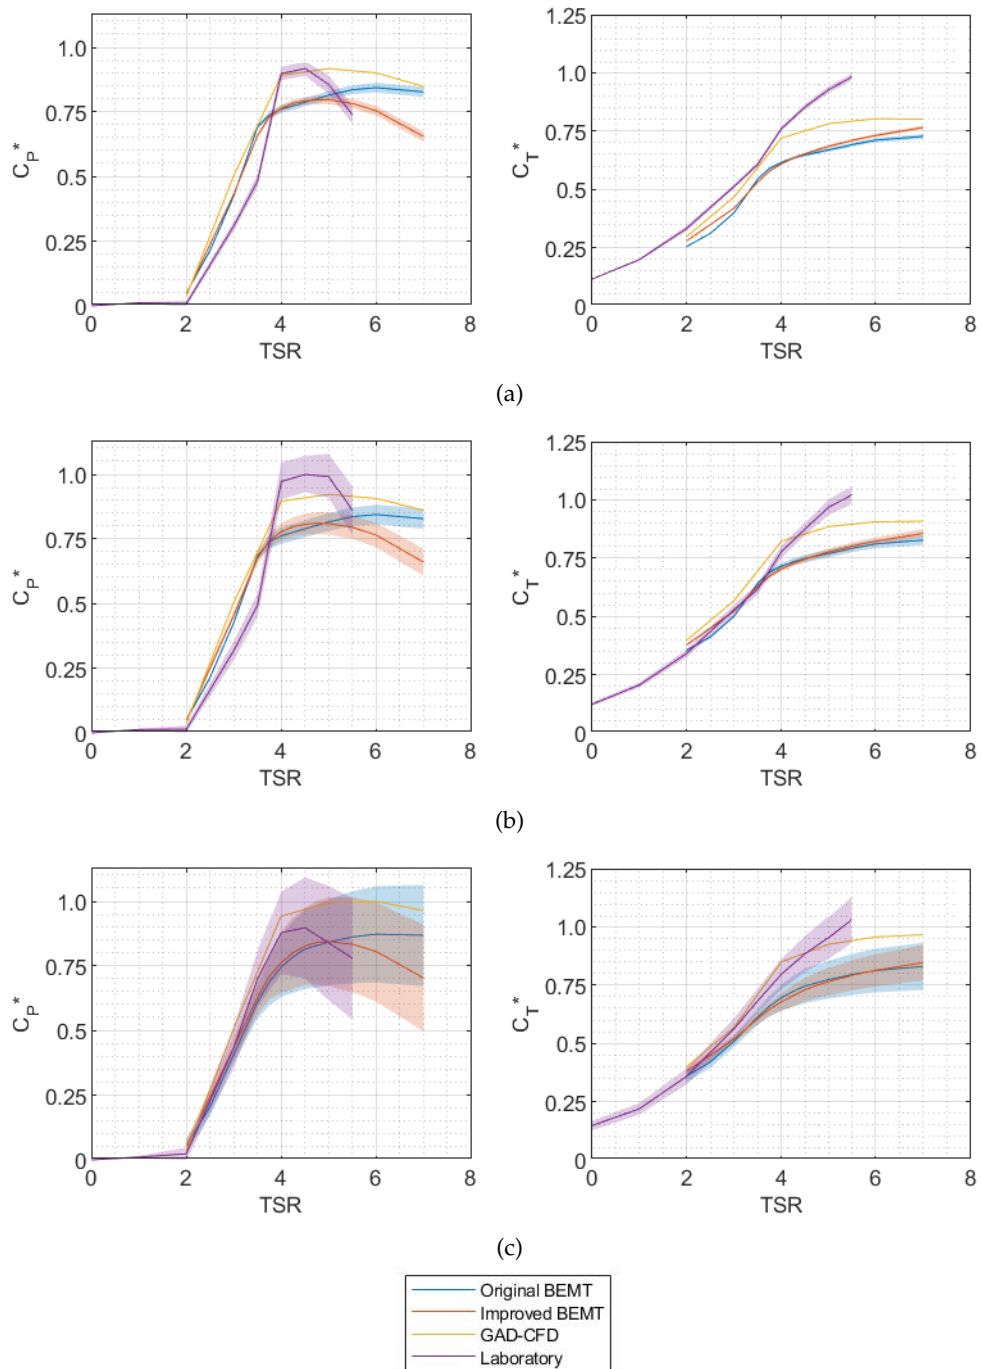 1.0
0.75
0.5
0.25
0
C_P*
0 2 4 6 8
TSR
1.25
1.0
0.75
0.5
0.25
0
C_T*
0 2 4 6 8
TSR
(a)
1.0
0.75
0.5
0.25
0
C_P*
0 2 4 6 8
TSR
1.25
1.0
0.75
0.5
0.25
0
C_T*
0 2 4 6 8
TSR
(b)
1.0
0.75
0.5
0.25
0
C_P*
0 2 4 6 8
TSR
1.25
1.0
0.75
0.5
0.25
0
C_T*
0 2 4 6 8
TSR
(c)
Original BEMT
Improved BEMT
GAD-CFD
Laboratory